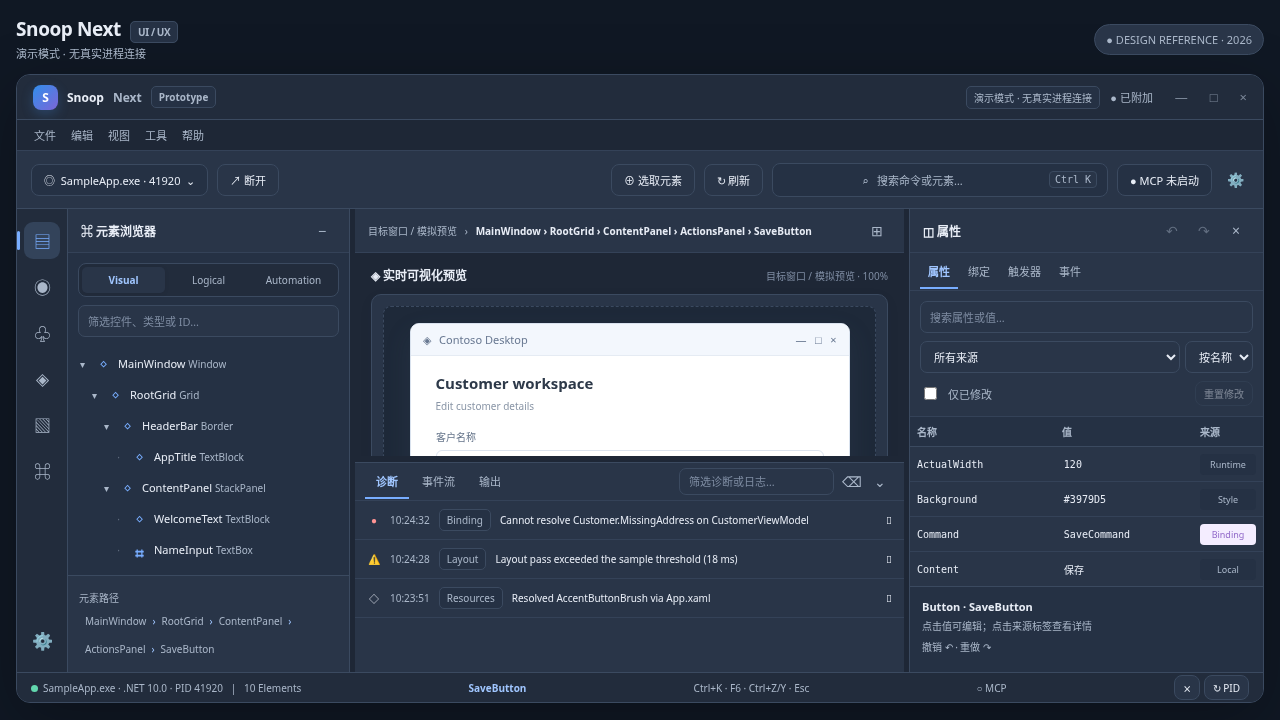 Snoop Next UI / UX
演示模式 · 无真实进程连接
● DESIGN REFERENCE · 2026
S Snoop Next Prototype
演示模式 · 无真实进程连接 ● 已附加 — □ ×
文件 编辑 视图 工具 帮助
SampleApp.exe · 41920 ⌄ ↗ 断开
⊕ 选取元素 ↻ 刷新 ⌕ 搜索命令或元素... Ctrl K ● MCP 未启动
⌘ 元素浏览器 −
Visual Logical Automation
筛选控件、类型或 ID...
▾ ◇ MainWindow Window
▾ ◇ RootGrid Grid
▾ ◇ HeaderBar Border
· ◇ AppTitle TextBlock
▾ ◇ ContentPanel StackPanel
· ◇ WelcomeText TextBlock
· NameInput TextBox
元素路径
MainWindow › RootGrid › ContentPanel ›
ActionsPanel › SaveButton
目标窗口 / 模拟预览 › MainWindow › RootGrid › ContentPanel › ActionsPanel › SaveButton
◈ 实时可视化预览 目标窗口 / 模拟预览 · 100%
◈ Contoso Desktop — □ ×
Customer workspace
Edit customer details
客户名称
诊断 事件流 输出 筛选诊断或日志...
● 10:24:32 Binding Cannot resolve Customer.MissingAddress on CustomerViewModel
⚠️ 10:24:28 Layout Layout pass exceeded the sample threshold (18 ms)
◇ 10:23:51 Resources Resolved AccentButtonBrush via App.xaml
◫ 属性 ↶ ↷ ×
属性 绑定 触发器 事件
搜索属性或值...
所有来源 按名称
仅已修改 重置修改
名称 值 来源
ActualWidth 120 Runtime
Background #3979D5 Style
Command SaveCommand Binding
Content 保存 Local
Button · SaveButton
点击值可编辑；点击来源标签查看详情
撤销 ↶ · 重做 ↷
SampleApp.exe · .NET 10.0 · PID 41920 | 10 Elements SaveButton Ctrl+K · F6 · Ctrl+Z/Y · Esc ○ MCP × ↻ PID